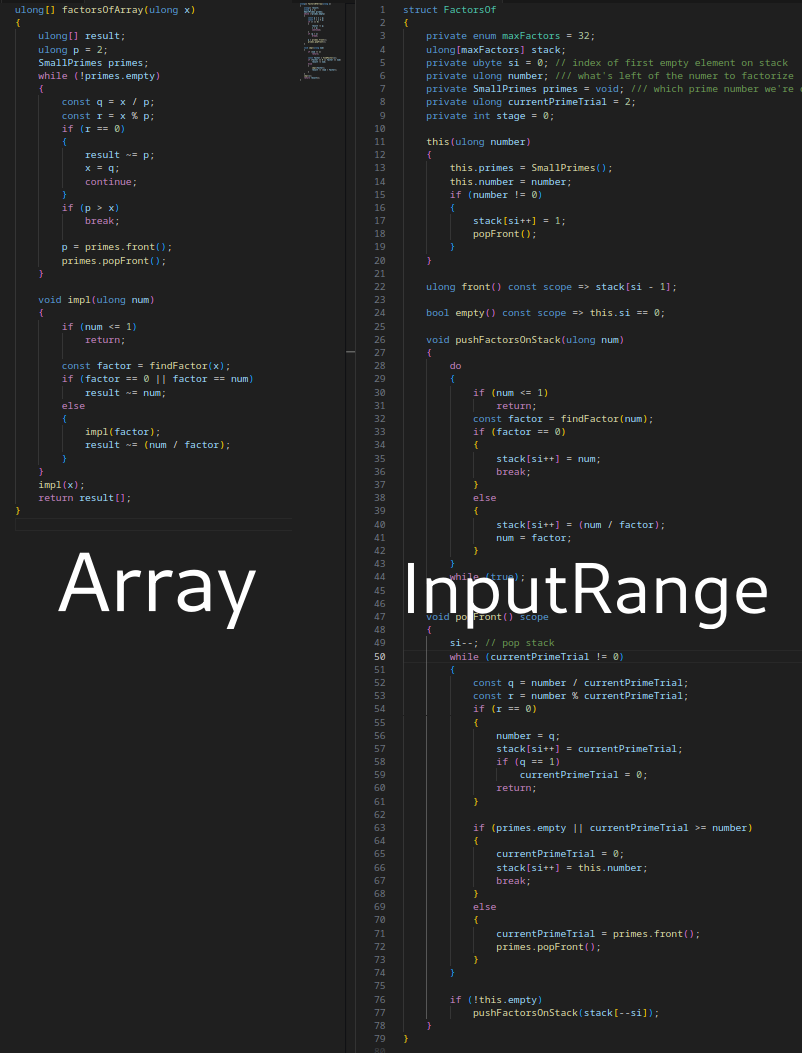 ulong[] factorsOfArray(ulong x)
{
    ulong[] result;
    ulong p = 2;
    SmallPrimes primes;
    while (!primes.empty)
    {
        const q = x / p;
        const r = x % p;
        if (r == 0)
        {
            result ~= p;
            x = q;
            continue;
        }
        if (p > x)
            break;

        p = primes.front();
        primes.popFront();
    }

    void impl(ulong num)
    {
        if (num <= 1)
            return;

        const factor = findFactor(x);
        if (factor == 0 || factor == num)
            result ~= num;
        else
        {
            impl(factor);
            result ~= (num / factor);
        }
    }
    impl(x);
    return result[];
}
Array
1 struct FactorsOf
2 {
3     private enum maxFactors = 32;
4     ulong[maxFactors] stack;
5     private ubyte si = 0; // index of first empty element on stack
6     private ulong number; /// what's left of the numer to factorize
7     private SmallPrimes primes = void; /// which prime number we're
8     private ulong currentPrimeTrial = 2;
9     private int stage = 0;
10
11     this(ulong number)
12     {
13         this.primes = SmallPrimes();
14         this.number = number;
15         if (number != 0)
16         {
17             stack[si++] = 1;
18             popFront();
19         }
20     }
21
22     ulong front() const scope => stack[si - 1];
23
24     bool empty() const scope => this.si == 0;
25
26     void pushFactorsOnStack(ulong num)
27     {
28         do
29         {
30             if (num <= 1)
31                 return;
32             const factor = findFactor(num);
33             if (factor == 0)
34             {
35                 stack[si++] = num;
36                 break;
37             }
38             else
39             {
40                 stack[si++] = (num / factor);
41                 num = factor;
42             }
43         }
44         while (true);
InputRange
45
46
47     void popFront() scope
48     {
49         si--; // pop stack
50         while (currentPrimeTrial != 0)
51         {
52             const q = number / currentPrimeTrial;
53             const r = number % currentPrimeTrial;
54             if (r == 0)
55             {
56                 number = q;
57                 stack[si++] = currentPrimeTrial;
58                 if (q == 1)
59                     currentPrimeTrial = 0;
60                 return;
61             }
62
63             if (primes.empty || currentPrimeTrial >= number)
64             {
65                 currentPrimeTrial = 0;
66                 stack[si++] = this.number;
67                 break;
68             }
69             else
70             {
71                 currentPrimeTrial = primes.front();
72                 primes.popFront();
73             }
74         }
75
76         if (!this.empty)
77             pushFactorsOnStack(stack[--si]);
78     }
79 }
80